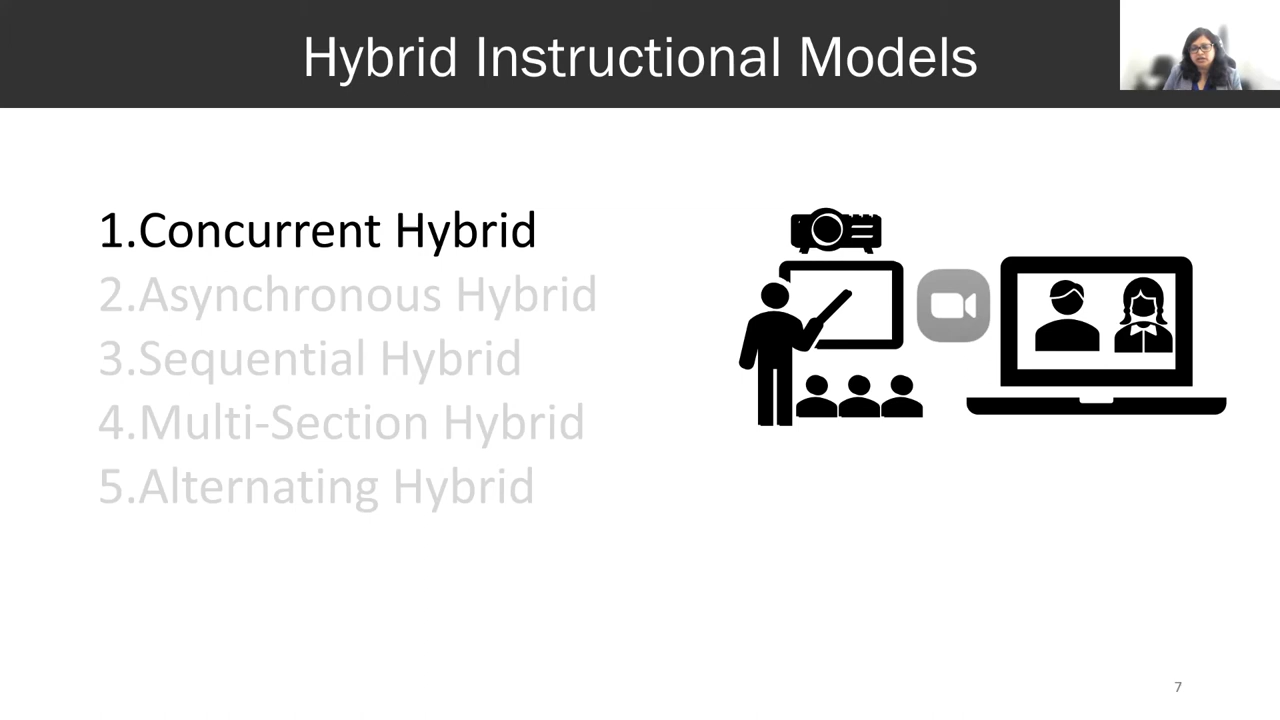 Hybrid Instructional Models
1.Concurrent Hybrid
2.Asynchronous Hybrid
3.Sequential Hybrid
4.Multi-Section Hybrid
5.Alternating Hybrid
7